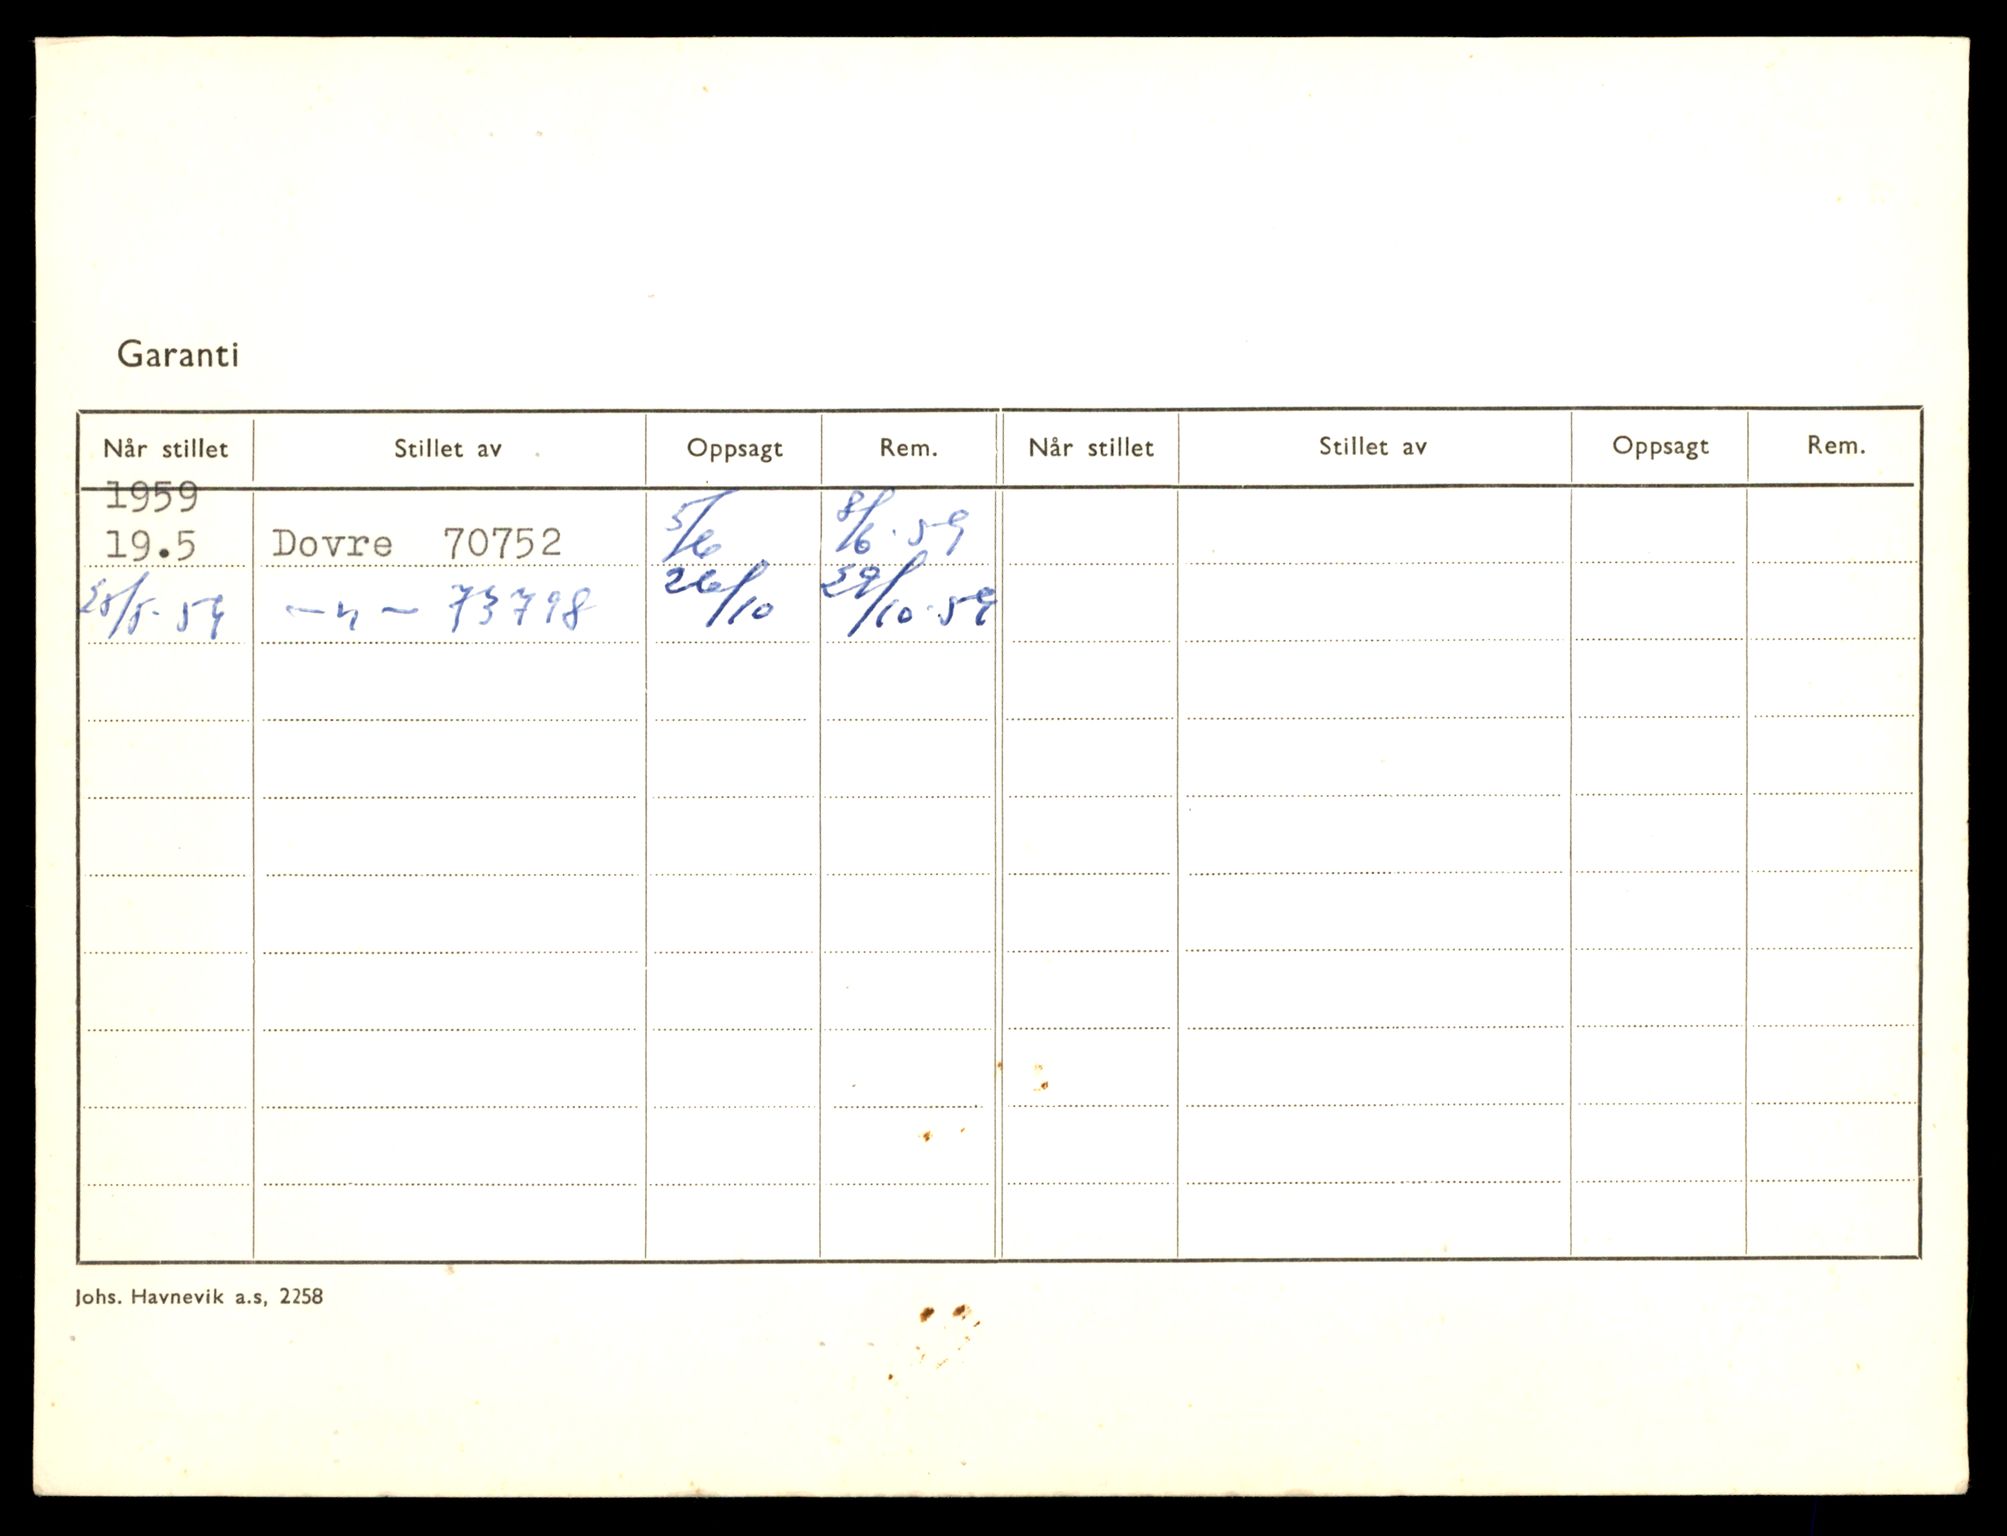 Garanti
Når stillet Stillet av Oppsagt Rem. Når stillet Stillet av Oppsagt Rem.
1959
19.5 Dovre 70752 5/6 8/6.59
25/5.59 -"- 73798 26/10 29/10.59
Johs. Havnevik a.s, 2258